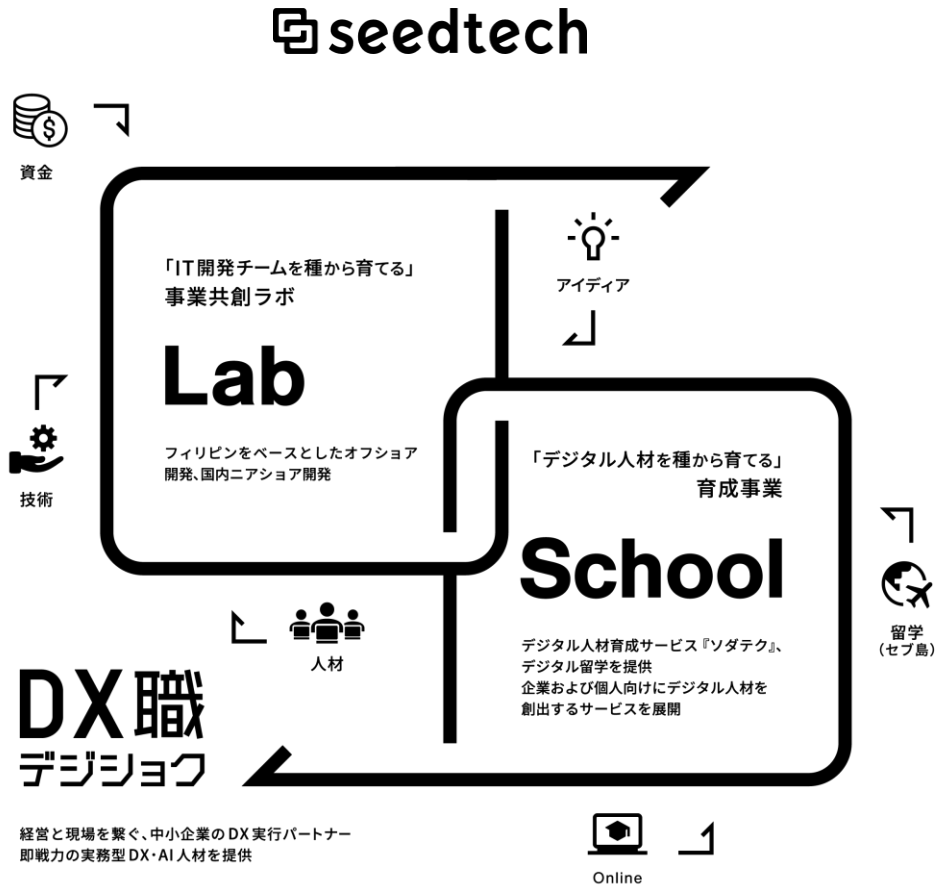 seedtech
資金
「IT開発チームを種から育てる」
事業共創ラボ
Lab
フィリピンをベースとしたオフショア
開発、国内ニアショア開発
アイディア
技術
「デジタル人材を種から育てる」
育成事業
School
デジタル人材育成サービス『ソダテク』、
デジタル留学を提供
企業および個人向けにデジタル人材を
創出するサービスを展開
留学
(セブ島)
人材
DX職
デジショク
経営と現場を繋ぐ、中小企業のDX実行パートナー
即戦力の実務型DX・AI人材を提供
Online